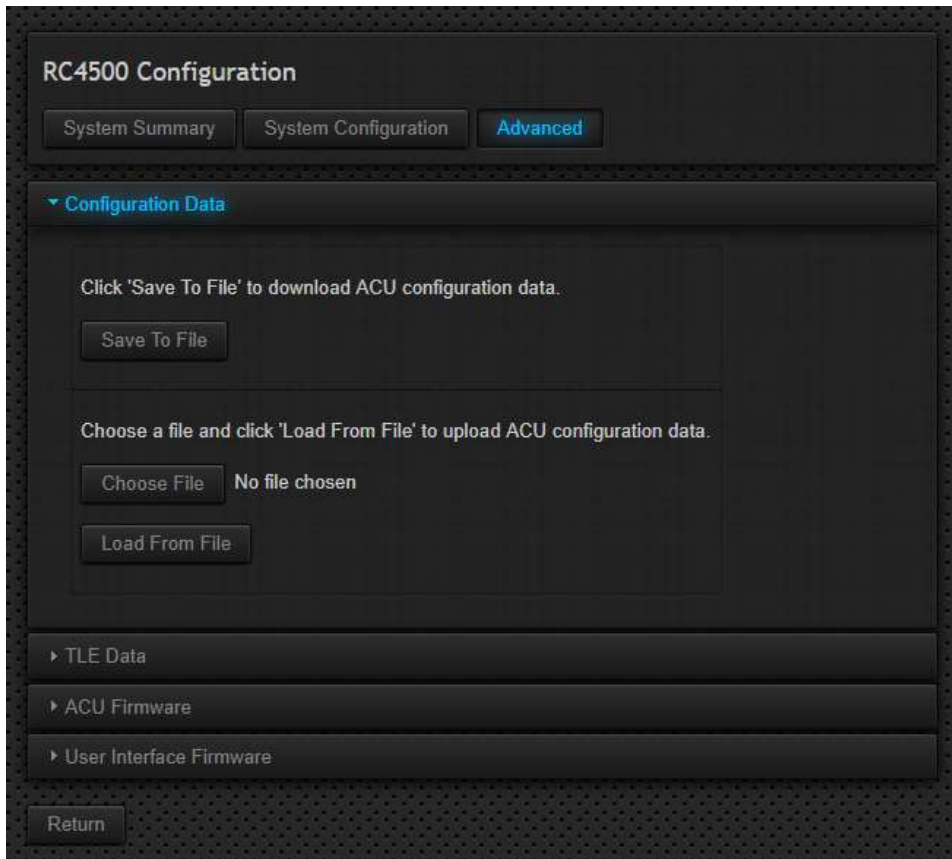 RC4500 Configuration
System Summary
System Configuration
Advanced
Configuration Data
Click 'Save To File' to download ACU configuration data.
Save To File
Choose a file and click 'Load From File' to upload ACU configuration data.
Choose File
No file chosen
Load From File
TLE Data
ACU Firmware
User Interface Firmware
Return